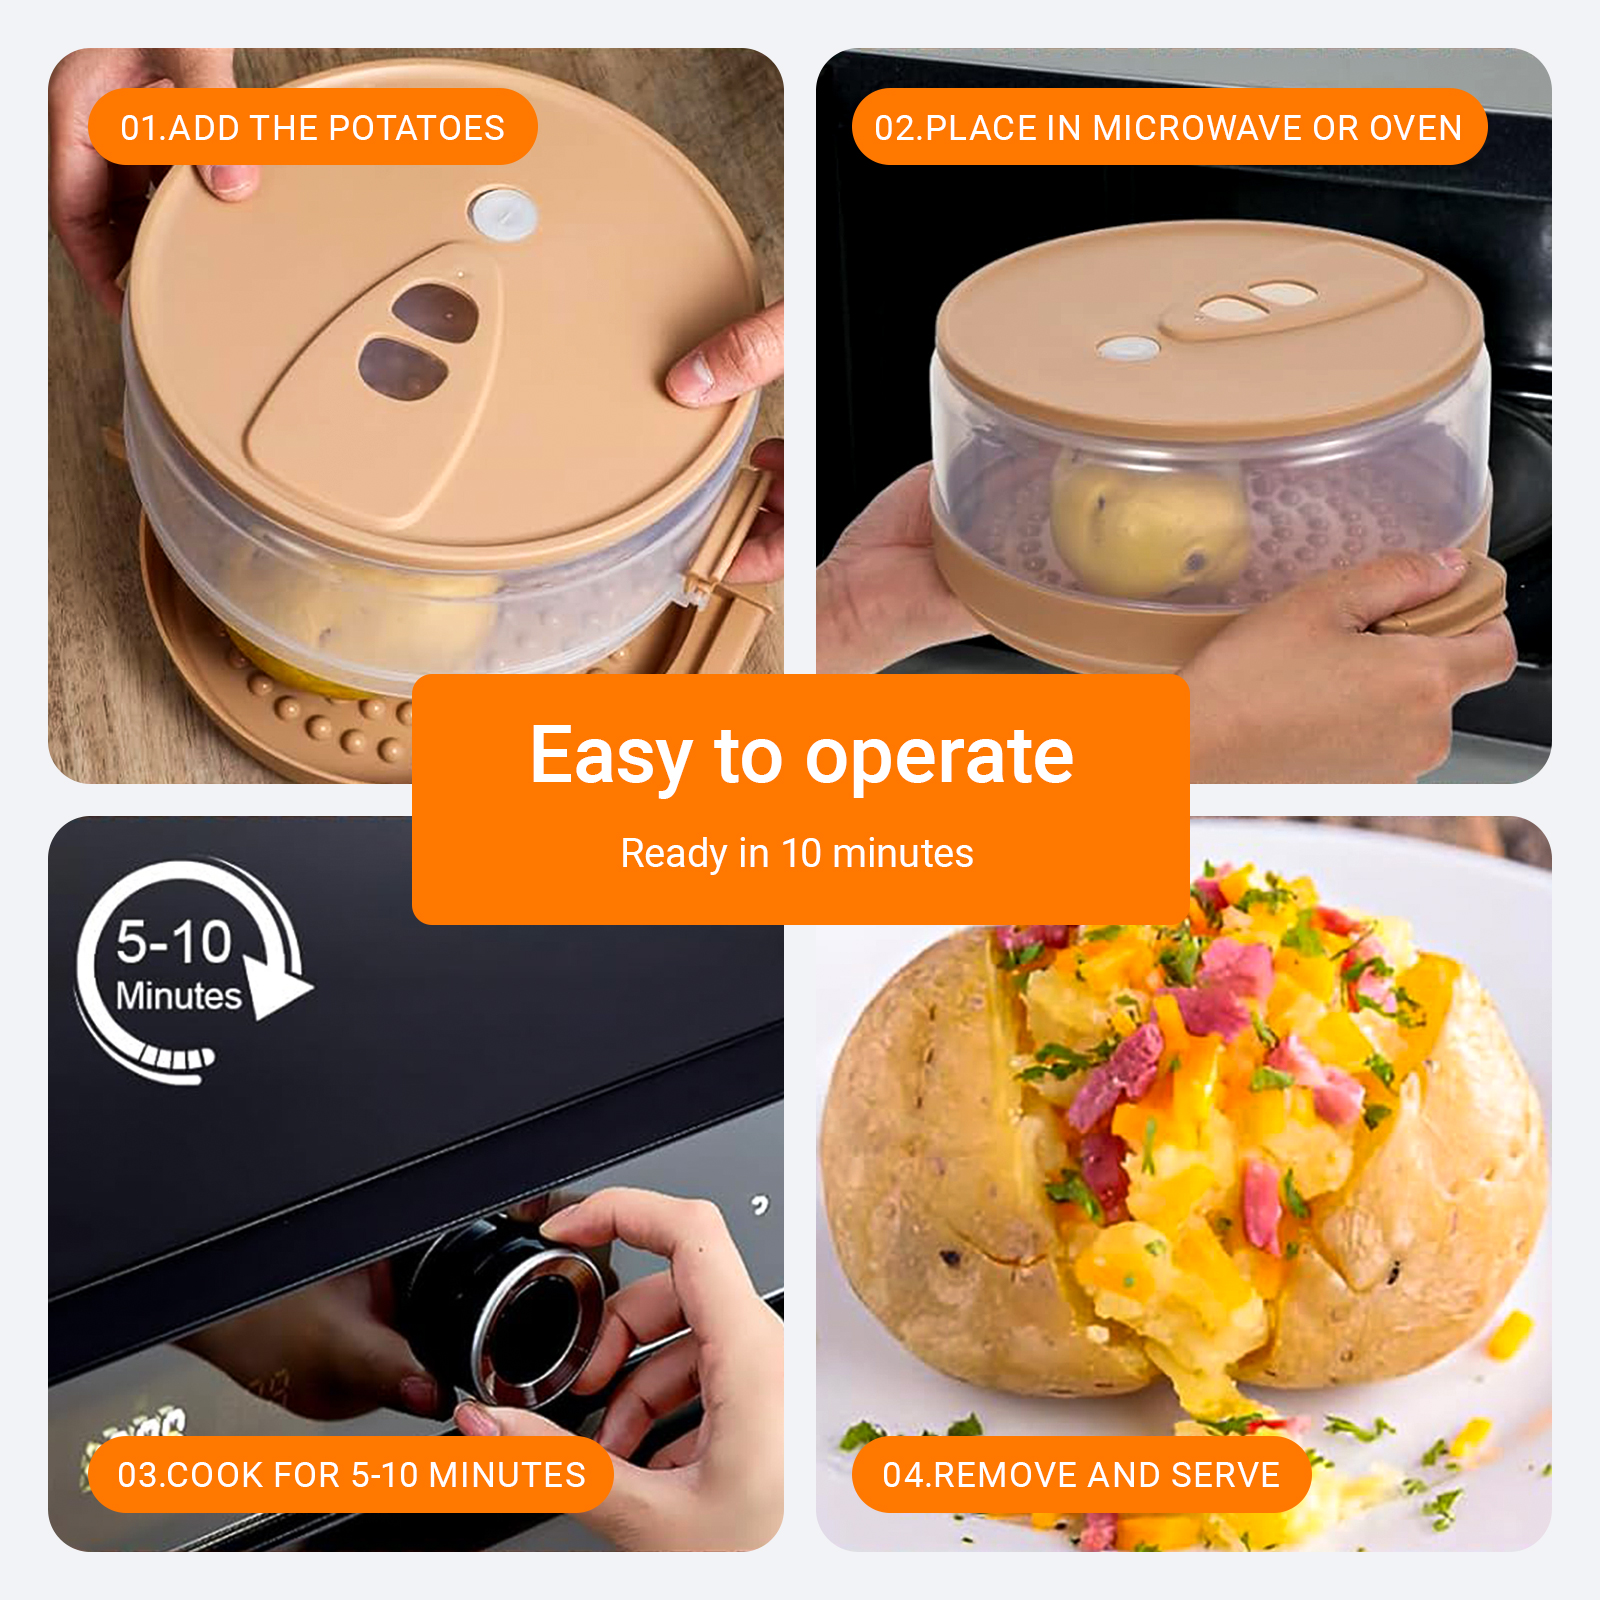 01.ADD THE POTATOES
02.PLACE IN MICROWAVE OR OVEN
Easy to operate
Ready in 10 minutes
5-10
Minutes
03.COOK FOR 5-10 MINUTES
04.REMOVE AND SERVE